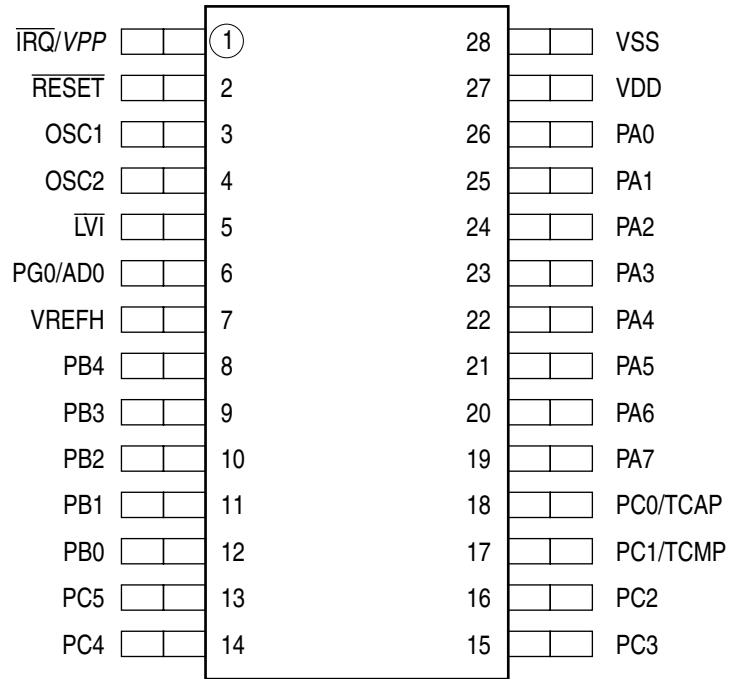 I̅R̅Q̅/VPP 1 28 VSS
R̅E̅S̅E̅T̅ 2 27 VDD
OSC1 3 26 PA0
OSC2 4 25 PA1
L̅V̅I̅ 5 24 PA2
PG0/AD0 6 23 PA3
VREFH 7 22 PA4
PB4 8 21 PA5
PB3 9 20 PA6
PB2 10 19 PA7
PB1 11 18 PC0/TCAP
PB0 12 17 PC1/TCMP
PC5 13 16 PC2
PC4 14 15 PC3